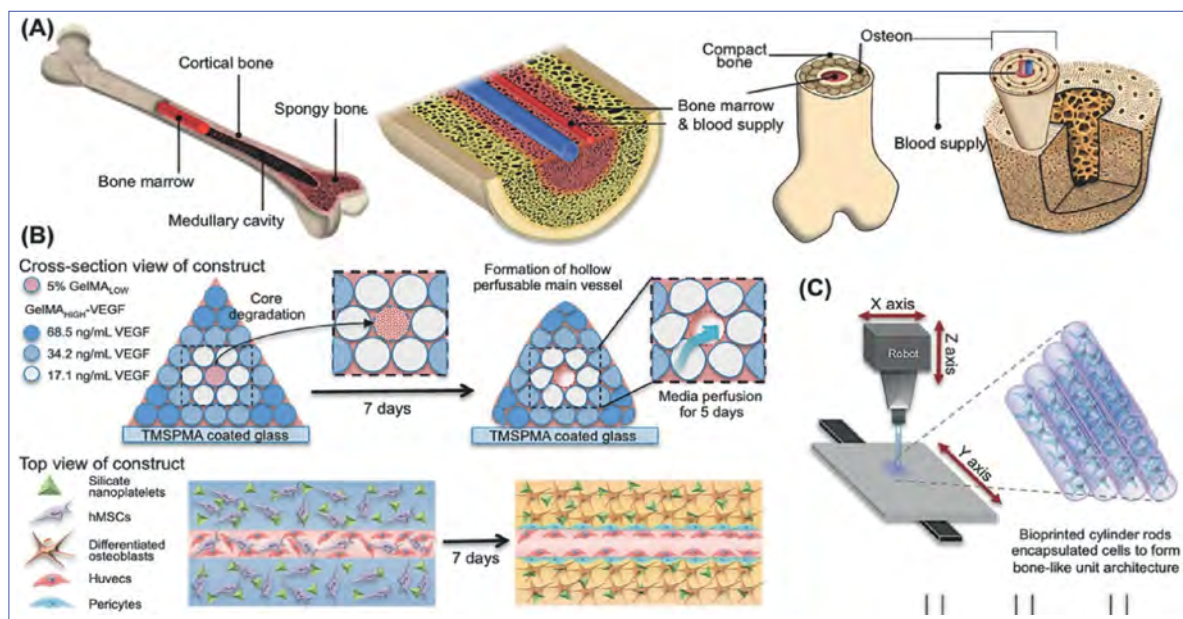 (A)
Cortical bone
Spongy bone
Bone marrow
Medullary cavity
Bone marrow
& blood supply
Compact
bone
Osteon
Blood supply
(B)
Cross-section view of construct
5% GelMALOW
GelMAHIGH-VEGF
68.5 ng/mL VEGF
34.2 ng/mL VEGF
17.1 ng/mL VEGF
Core
degradation
7 days
TMSPMA coated glass
Formation of hollow
perfusable main vessel
Media perfusion
for 5 days
TMSPMA coated glass
Top view of construct
Silicate
nanoplatelets
hMSCs
Differentiated
osteoblasts
Huvecs
Pericytes
7 days
(C)
X axis
Z axis
Robot
Y axis
Bioprinted cylinder rods
encapsulated cells to form
bone-like unit architecture